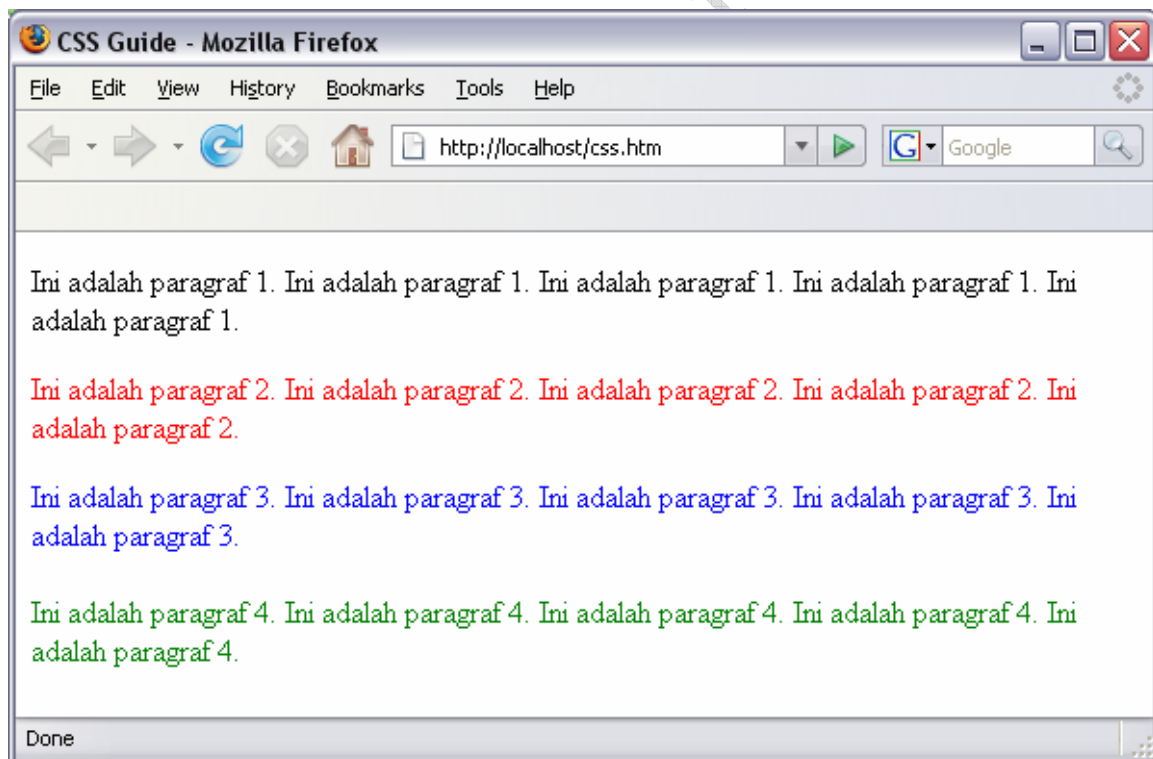 CSS Guide - Mozilla Firefox
File Edit View History Bookmarks Tools Help
http://localhost/css.htm G Google
Ini adalah paragraf 1. Ini adalah paragraf 1. Ini adalah paragraf 1. Ini adalah paragraf 1. Ini
adalah paragraf 1.
Ini adalah paragraf 2. Ini adalah paragraf 2. Ini adalah paragraf 2. Ini adalah paragraf 2. Ini
adalah paragraf 2.
Ini adalah paragraf 3. Ini adalah paragraf 3. Ini adalah paragraf 3. Ini adalah paragraf 3. Ini
adalah paragraf 3.
Ini adalah paragraf 4. Ini adalah paragraf 4. Ini adalah paragraf 4. Ini adalah paragraf 4. Ini
adalah paragraf 4.
Done